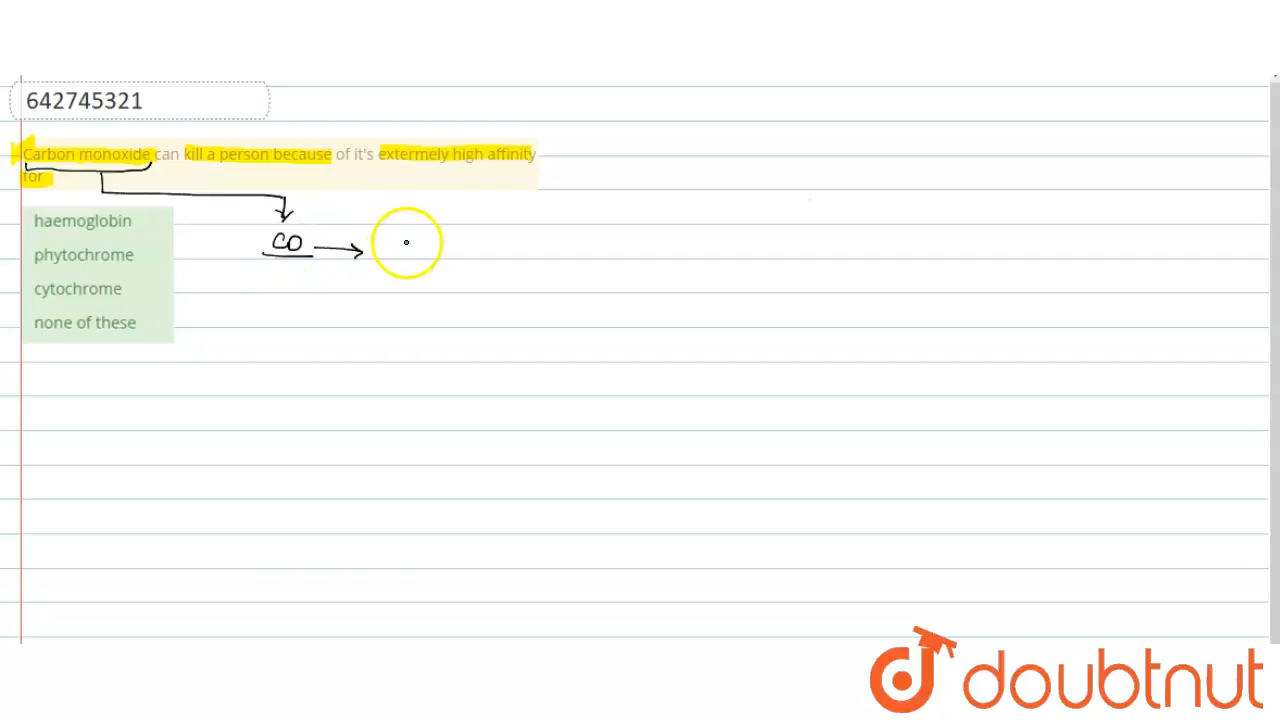 642745321
Carbon monoxide can kill a person because of it's extermely high affinity
for
haemoglobin
CO
phytochrome
cytochrome
none of these
doubtnut